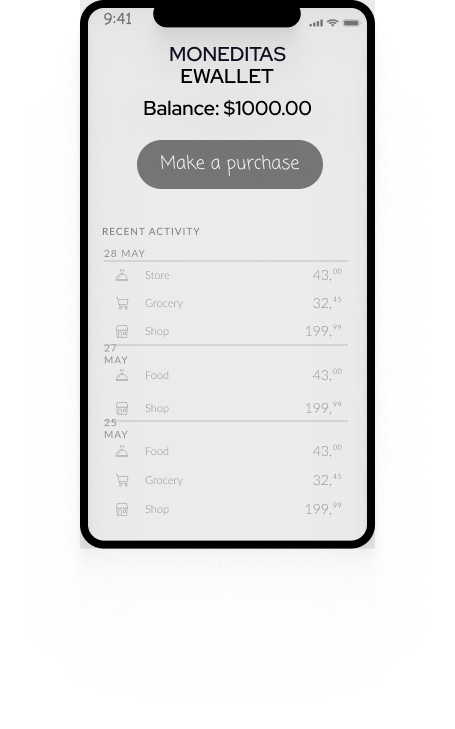 9:41
MONEDITAS
EWALLET
Balance: $1000.00
Make a purchase
RECENT ACTIVITY
28 MAY
Store 43,00
Grocery 32,45
Shop 199,99
27
MAY
Food 43,00
Shop 199,99
25
MAY
Food 43,00
Grocery 32,45
Shop 199,99